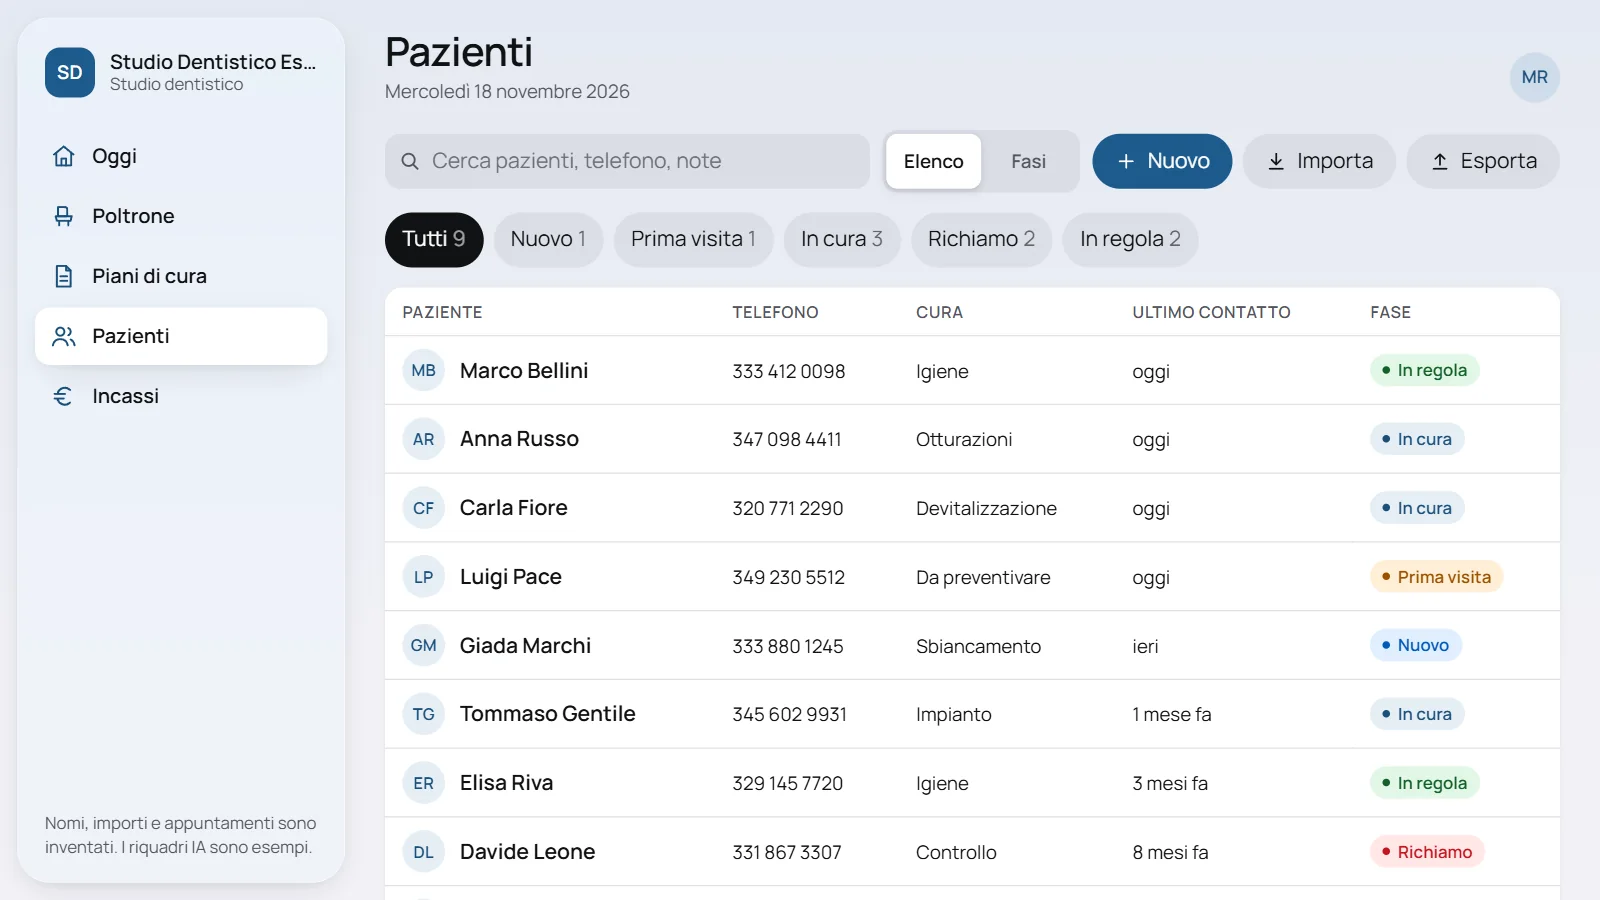 SD
Studio Dentistico Es...
Studio dentistico
Oggi
Poltrone
Piani di cura
Pazienti
Incassi
Nomi, importi e appuntamenti sono
inventati. I riquadri IA sono esempi.
Pazienti
Mercoledì 18 novembre 2026
MR
Cerca pazienti, telefono, note
Elenco Fasi
Nuovo
Importa
Esporta
Tutti 9
Nuovo 1
Prima visita 1
In cura 3
Richiamo 2
In regola 2
PAZIENTE TELEFONO CURA ULTIMO CONTATTO FASE
MB Marco Bellini 333 412 0098 Igiene oggi In regola
AR Anna Russo 347 098 4411 Otturazioni oggi In cura
CF Carla Fiore 320 771 2290 Devitalizzazione oggi In cura
LP Luigi Pace 349 230 5512 Da preventivare oggi Prima visita
GM Giada Marchi 333 880 1245 Sbiancamento ieri Nuovo
TG Tommaso Gentile 345 602 9931 Impianto 1 mese fa In cura
ER Elisa Riva 329 145 7720 Igiene 3 mesi fa In regola
DL Davide Leone 331 867 3307 Controllo 8 mesi fa Richiamo